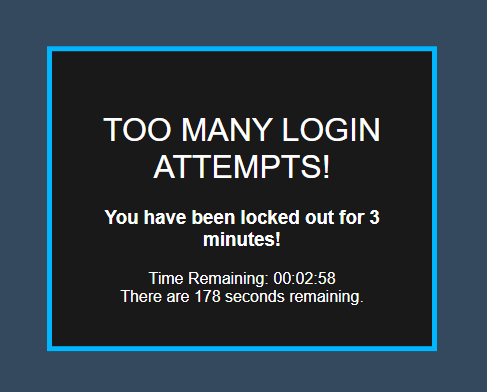 TOO MANY LOGIN
ATTEMPTS!
You have been locked out for 3
minutes!
Time Remaining: 00:02:58
There are 178 seconds remaining.